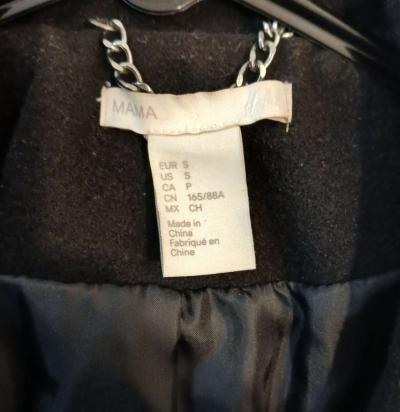 MAMA
EUR S
US S
CA P
CN 165/88A
MX CH
Made in
China
Fabriqué en
Chine